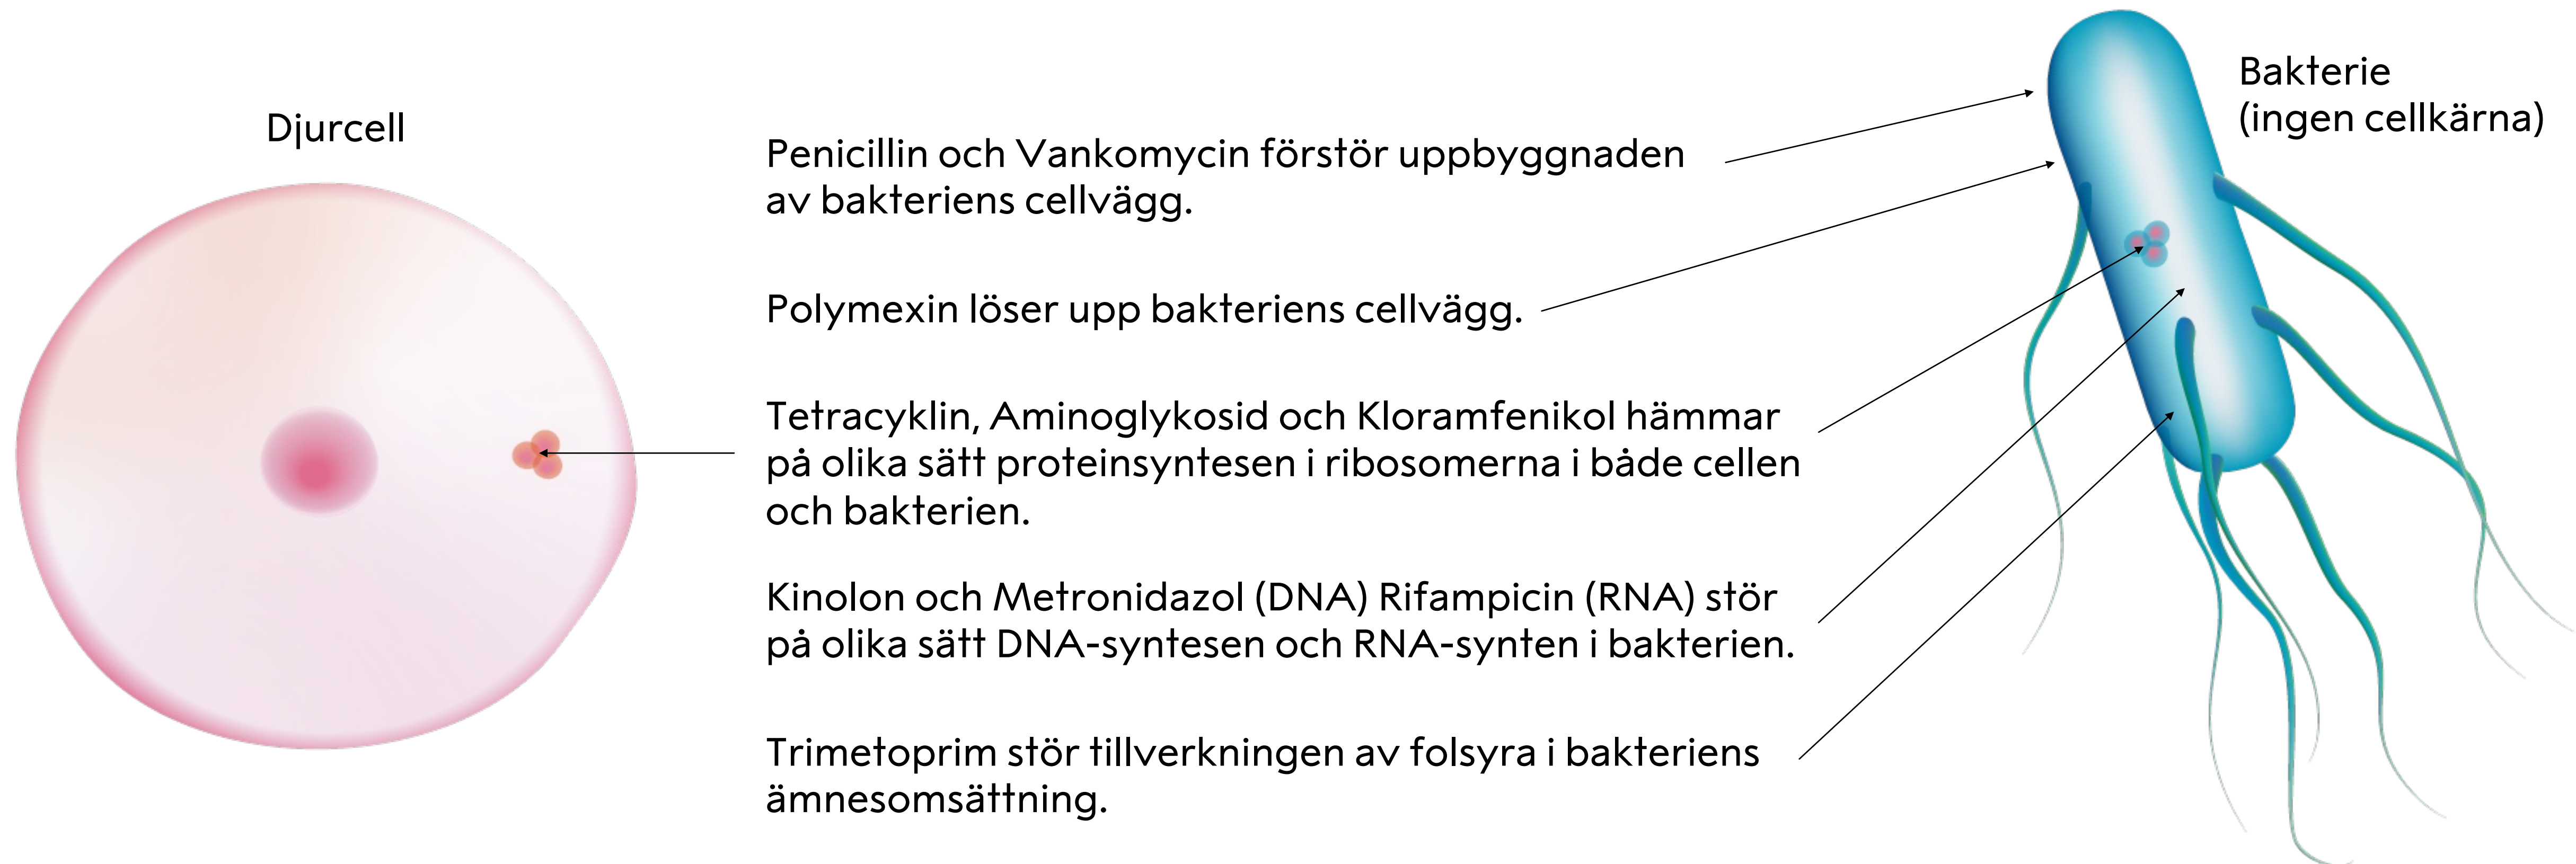 Djurcell
Bakterie
(ingen cellkärna)
Penicillin och Vankomycin förstör uppbyggnaden
av bakteriens cellvägg.
Polymexin löser upp bakteriens cellvägg.
Tetracyklin, Aminoglykosid och Kloramfenikol hämmar
på olika sätt proteinsyntesen i ribosomerna i både cellen
och bakterien.
Kinolon och Metronidazol (DNA) Rifampicin (RNA) stör
på olika sätt DNA-syntesen och RNA-synten i bakterien.
Trimetoprim stör tillverkningen av folsyra i bakteriens
ämnesomsättning.